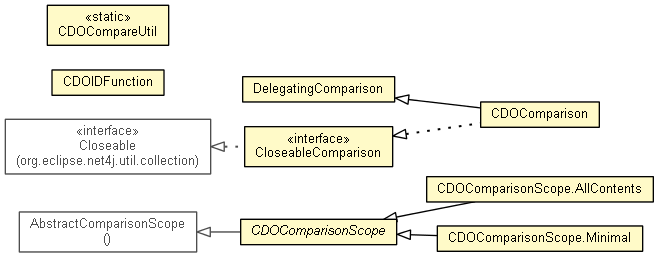 «static»
CDOCompareUtil
CDOIDFunction
DelegatingComparison
CDOComparison
«interface»
Closeable
(org.eclipse.net4j.util.collection)
«interface»
CloseableComparison
CDOComparisonScope.AllContents
AbstractComparisonScope
()
CDOComparisonScope
CDOComparisonScope.Minimal